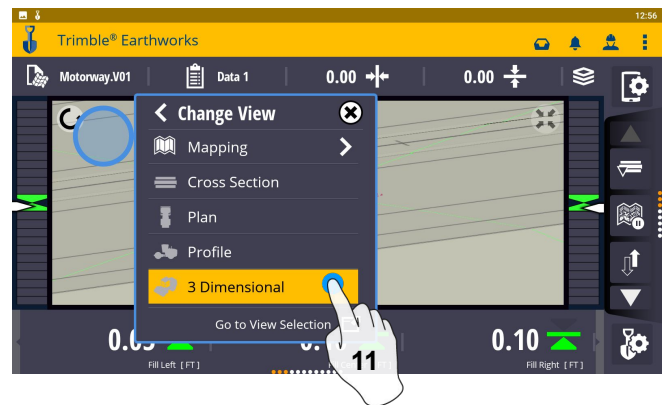 12:56
Trimble® Earthworks
Motorway.V01
Data 1
0.00
0.00
Change View
Mapping
Cross Section
Plan
Profile
3 Dimensional
Go to View Selection
0.10
Fill Left [ FT ]
[ FT ]
Fill Right [ FT ]
11